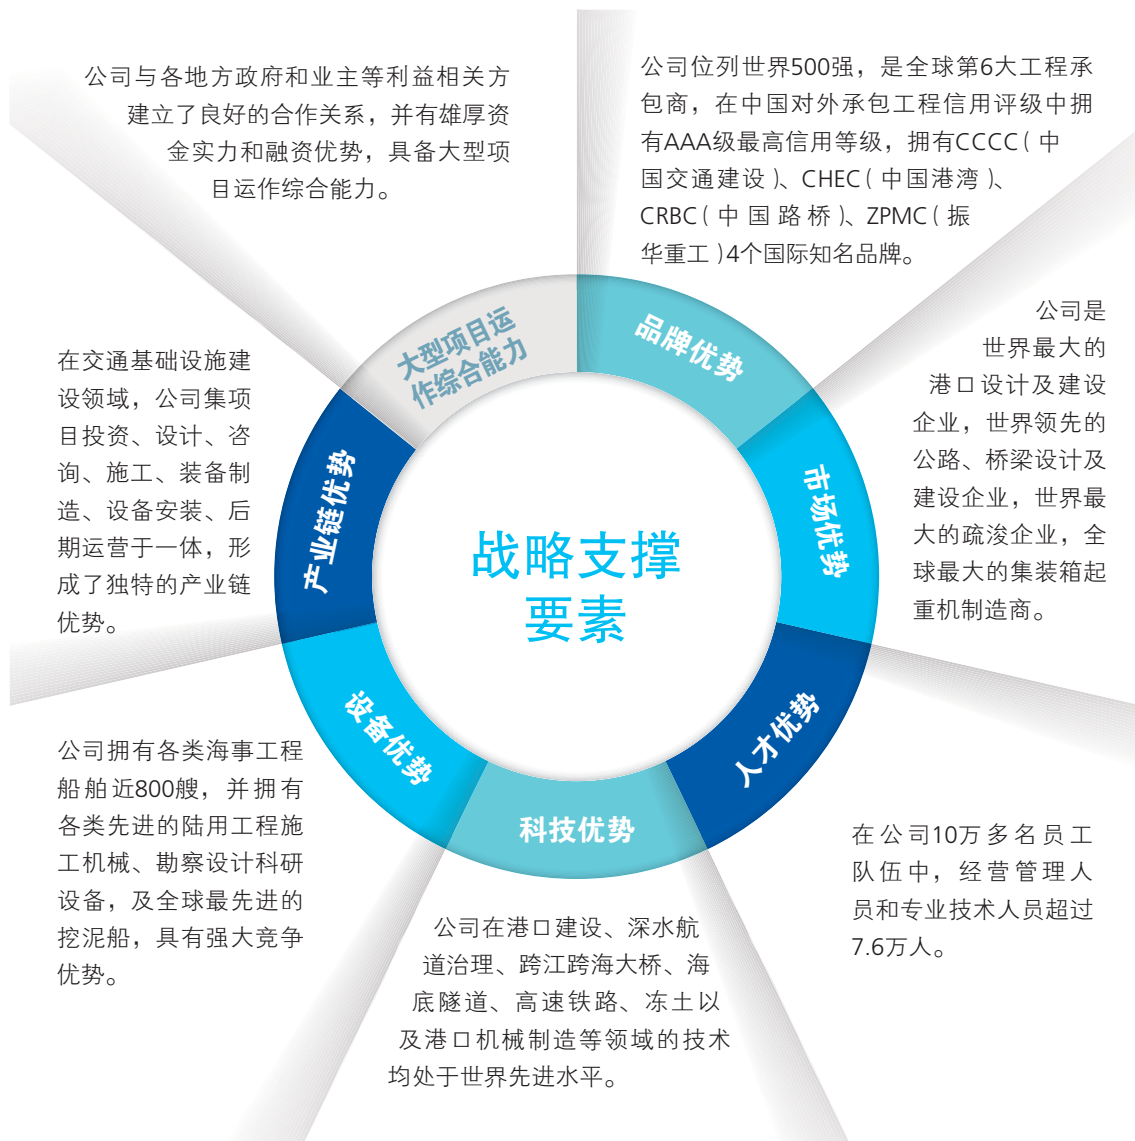 公司与各地方政府和业主等利益相关方
建立了良好的合作关系，并有雄厚资
金实力和融资优势，具备大型项
目运作综合能力。
公司位列世界500强，是全球第6大工程承
包商，在中国对外承包工程信用评级中拥
有AAA级最高信用等级，拥有CCCC（中
国交通建设）、CHEC（中国港湾）、
CRBC（中国路桥）、ZPMC（振
华重工）4个国际知名品牌。
大型项目运
作综合能力
品牌优势
公司是
世界最大的
港口设计及建设
企业，世界领先的
公路、桥梁设计及
建设企业，世界最
大的疏浚企业，全
球最大的集装箱起
重机制造商。
市场优势
在交通基础设施建
设领域，公司集项
目投资、设计、咨
询、施工、装备制
造、设备安装、后
期运营于一体，形
成了独特的产业链
优势。
产业链优势
战略支撑
要素
设备优势
人才优势
科技优势
公司拥有各类海事工程
船舶近800艘，并拥有
各类先进的陆用工程施
工机械、勘察设计科研
设备，及全球最先进的
挖泥船，具有强大竞争
优势。
在公司10万多名员工
队伍中，经营管理人
员和专业技术人员超过
7.6万人。
公司在港口建设、深水航
道治理、跨江跨海大桥、海
底隧道、高速铁路、冻土以
及港口机械制造等领域的技术
均处于世界先进水平。